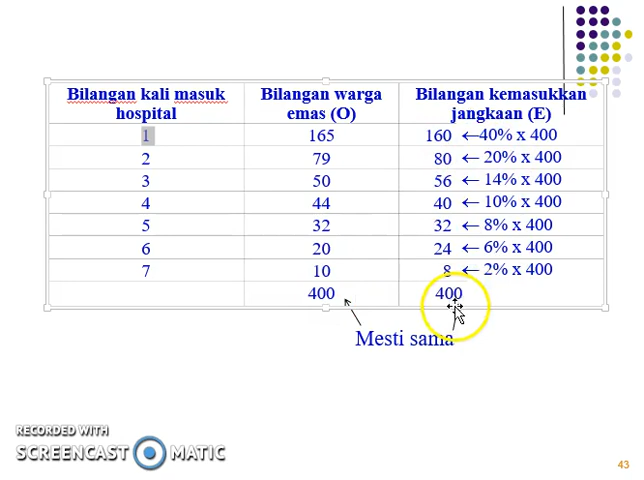 Bilangan kali masuk hospital Bilangan warga emas (O) Bilangan kemasukkan jangkaan (E)
1 165 160 ←40% x 400
2 79 80 ← 20% x 400
3 50 56 ← 14% x 400
4 44 40 ← 10% x 400
5 32 32 ← 8% x 400
6 20 24 ← 6% x 400
7 10 8 ← 2% x 400
400 400
Mesti sama
RECORDED WITH
SCREENCAST MATIC
43